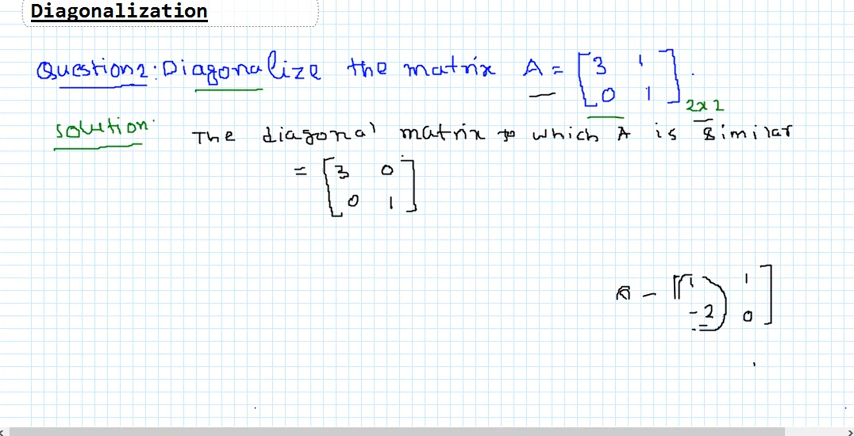 Diagonalization
Question2: Diagonalize the matrix A = [3 1
0 1] 2x2
Solution: The diagonal matrix to which A is similar
= [3 0
0 1]
[1 1
-2 0]